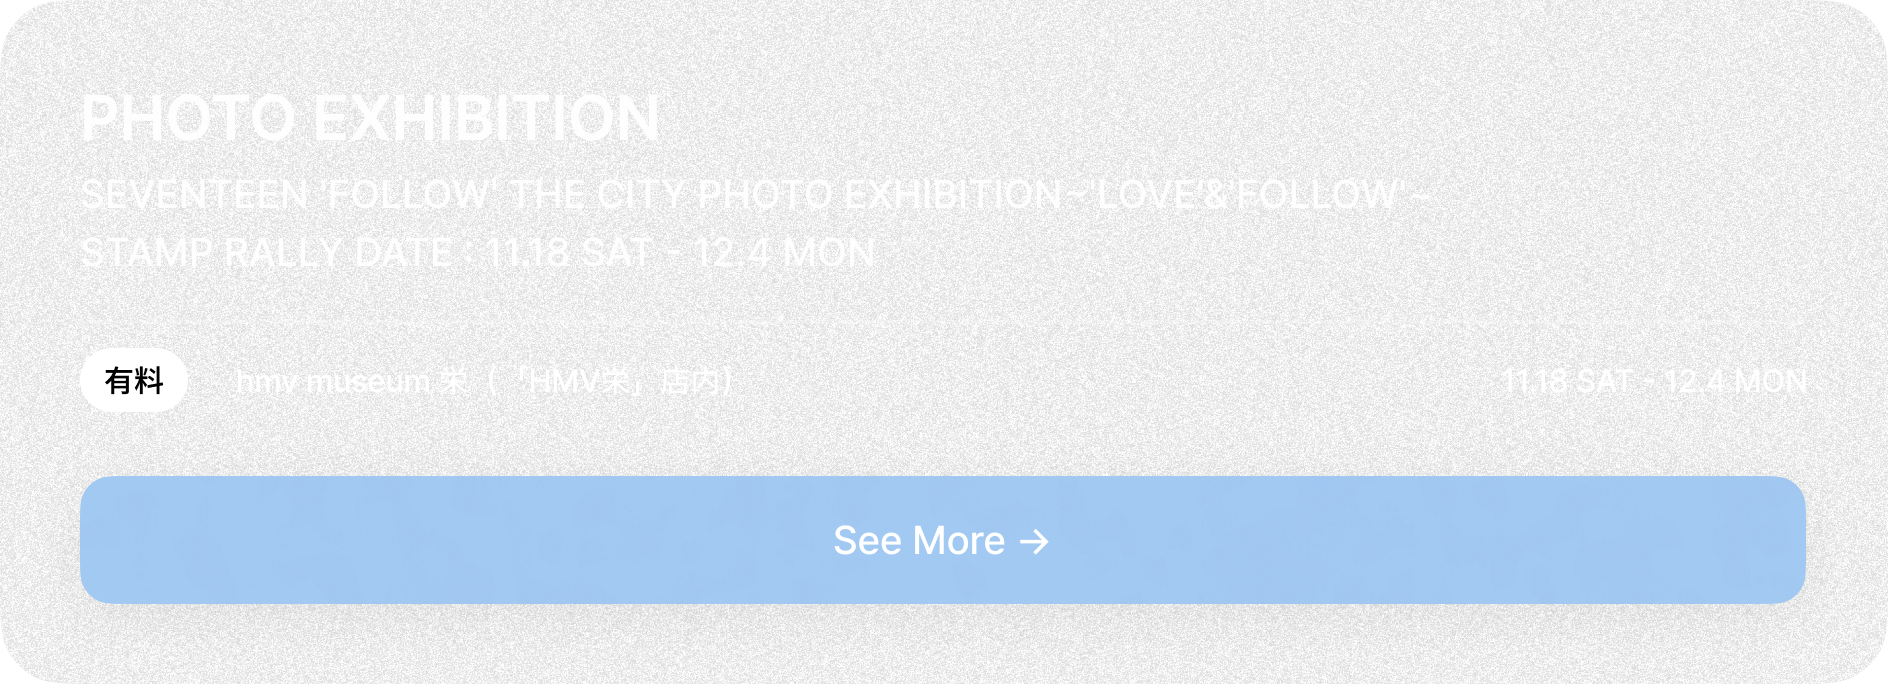 PHOTO EXHIBITION
SEVENTEEN 'FOLLOW' THE CITY PHOTO EXHIBITION~'LOVE'&'FOLLOW'~
STAMP RALLY DATE : 11.18 SAT - 12.4 MON
有料 hmv museum 栄（「HMV栄」店内） 11.18 SAT - 12.4 MON
See More →